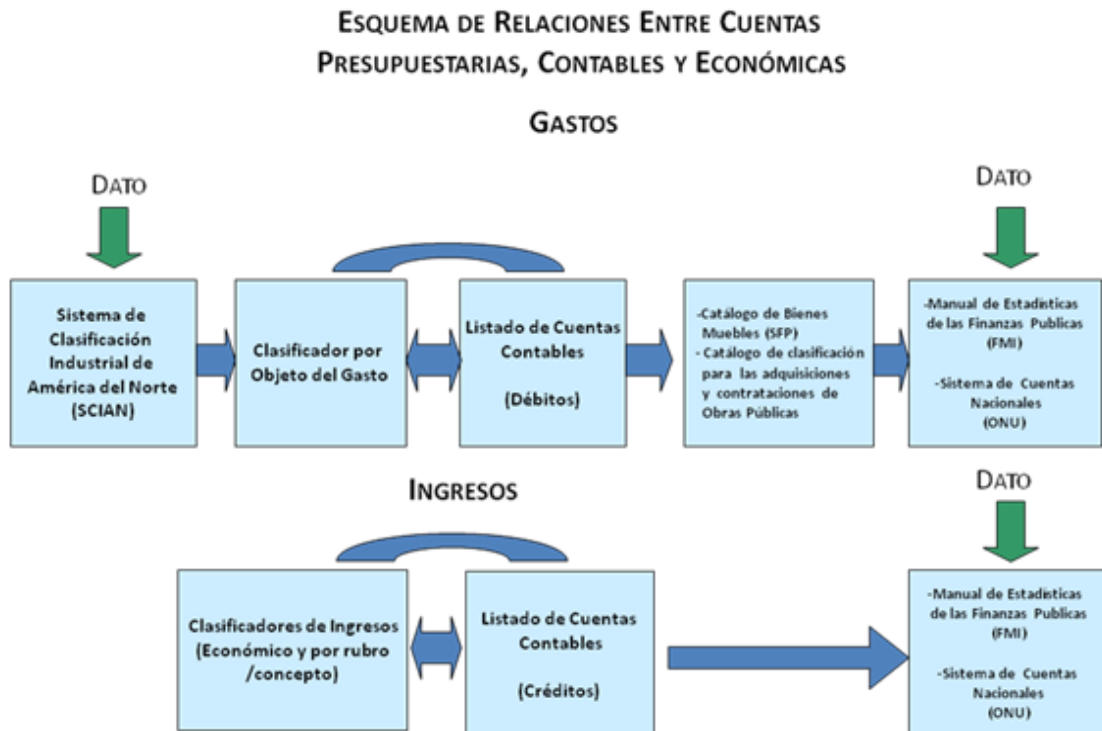 ESQUEMA DE RELACIONES ENTRE CUENTAS
PRESUPUESTARIAS, CONTABLES Y ECONÓMICAS
GASTOS
DATO
DATO
Sistema de
Clasificación
Industrial de
América del Norte
(SCIAN)
Clasificador por
Objeto del Gasto
Listado de Cuentas
Contables
(Débitos)
-Catálogo de Bienes
Muebles (SFP)
- Catálogo de clasificación
para las adquisiciones
y contrataciones de
Obras Públicas
-Manual de Estadísticas
de las Finanzas Publicas
(FMI)
-Sistema de Cuentas
Nacionales
(ONU)
INGRESOS
DATO
Clasificadores de Ingresos
(Económico y por rubro
/concepto)
Listado de Cuentas
Contables
(Créditos)
-Manual de Estadísticas
de las Finanzas Publicas
(FMI)
-Sistema de Cuentas
Nacionales
(ONU)